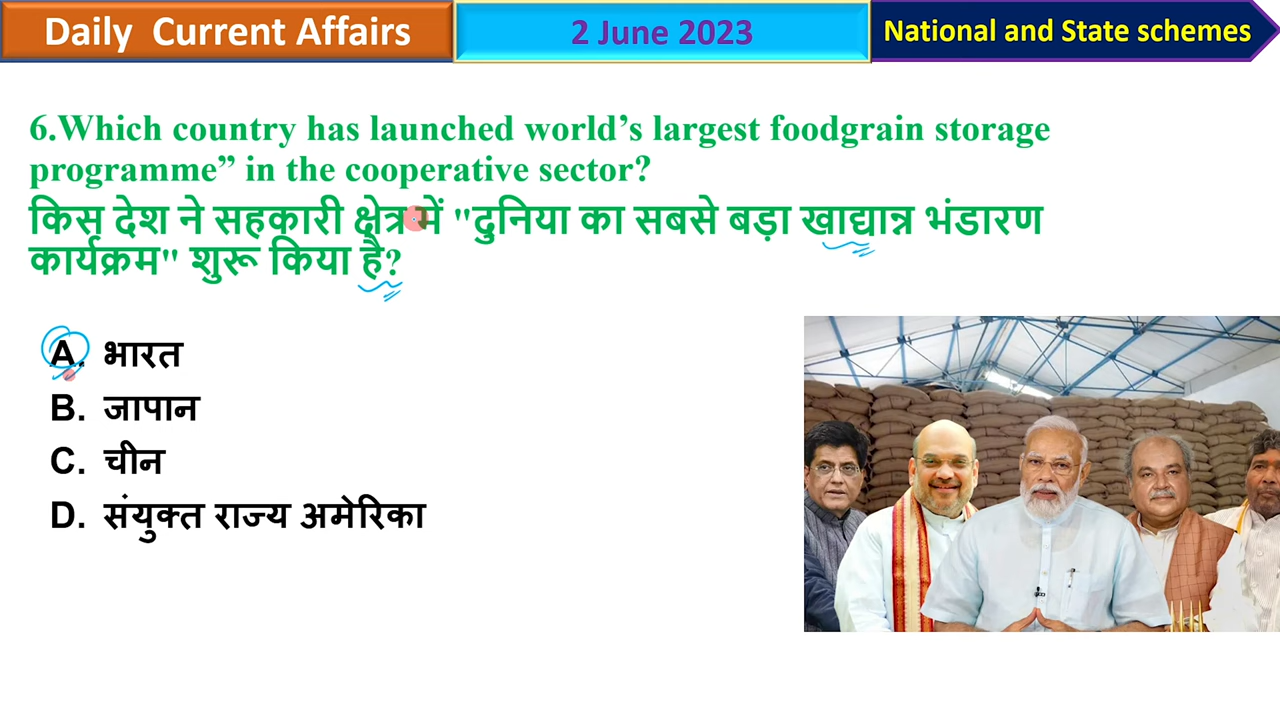 Daily Current Affairs
2 June 2023
National and State schemes
6.Which country has launched world’s largest foodgrain storage
programme” in the cooperative sector?
किस देश ने सहकारी क्षेत्र में "दुनिया का सबसे बड़ा खाद्यान्न भंडारण
कार्यक्रम" शुरू किया है?
A. भारत
B. जापान
C. चीन
D. संयुक्त राज्य अमेरिका